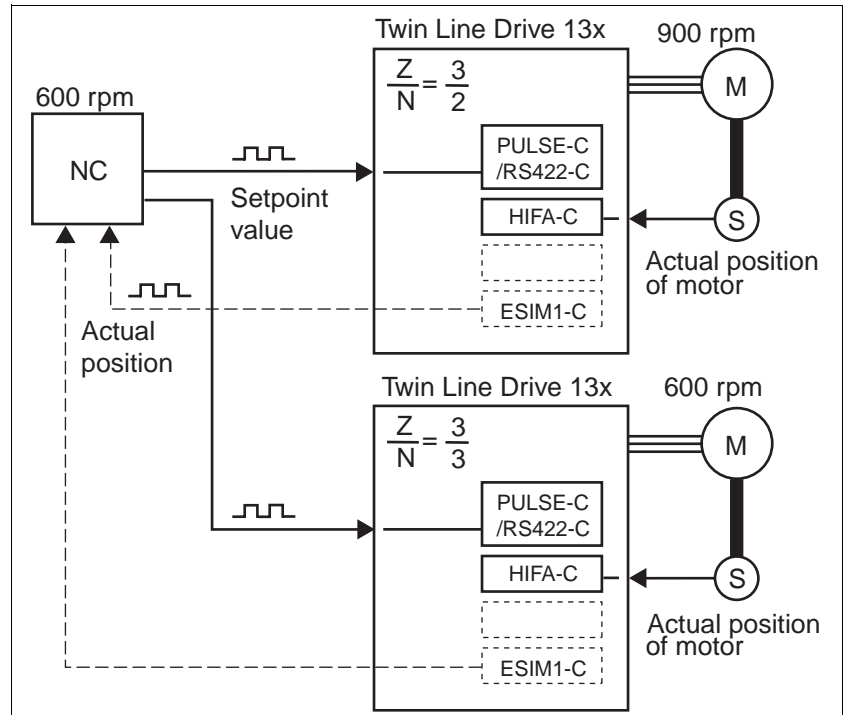 Twin Line Drive 13x
900 rpm
Z
N
=
3
2
M
600 rpm
NC
PULSE-C
/RS422-C
Setpoint
value
HIFA-C
S
Actual position
of motor
ESIM1-C
Actual
position
Twin Line Drive 13x
600 rpm
Z
N
=
3
3
M
PULSE-C
/RS422-C
HIFA-C
S
Actual position
of motor
ESIM1-C